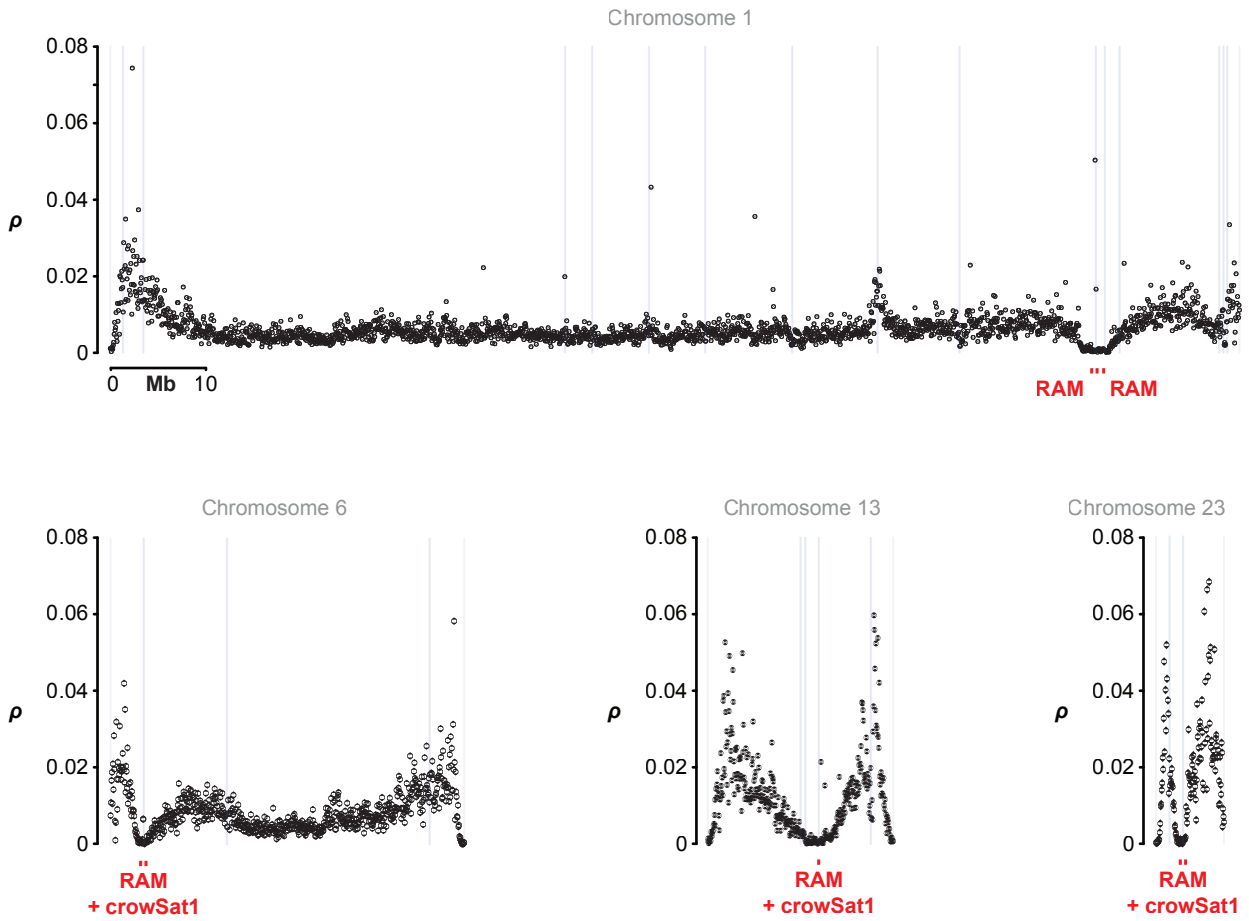 Chromosome 1
0.08
0.06
0.04
ρ
0.02
0
0 Mb 10
RAM RAM
Chromosome 6
0.08
0.06
0.04
ρ
0.02
0
RAM
+ crowSat1
Chromosome 13
0.08
0.06
0.04
ρ
0.02
0
RAM
+ crowSat1
Chromosome 23
0.08
0.06
0.04
ρ
0.02
0
RAM
+ crowSat1